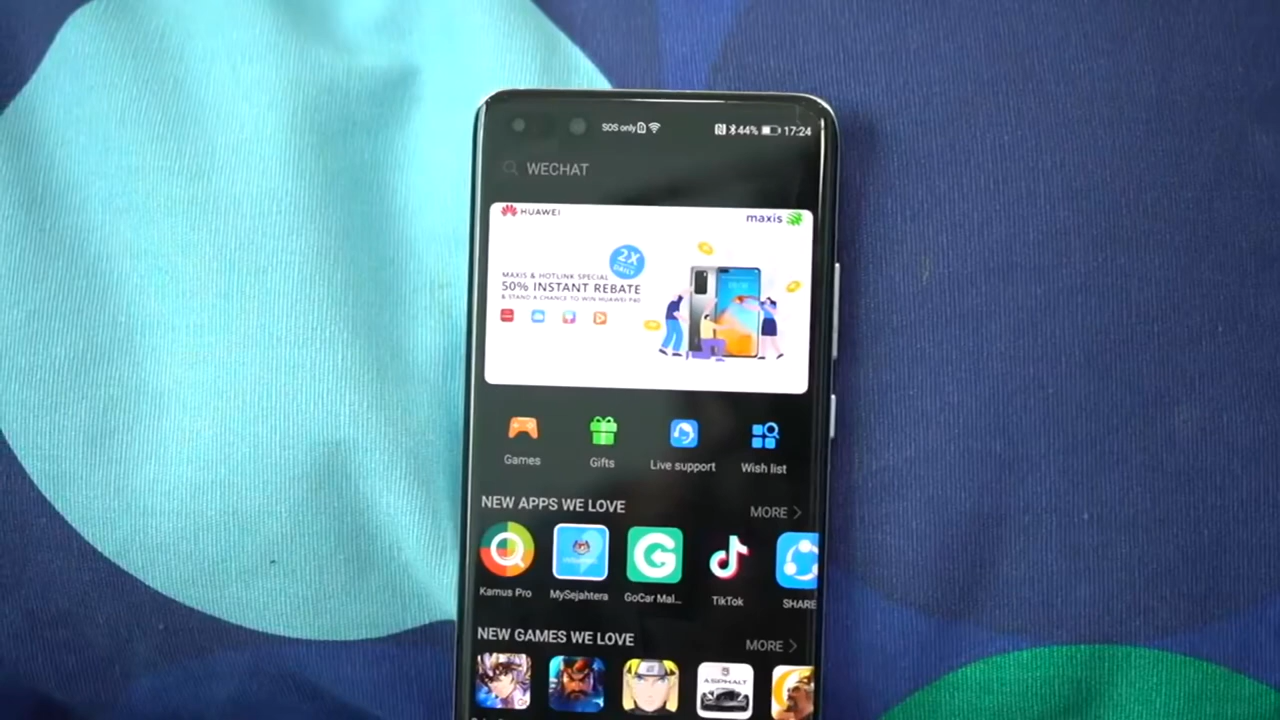 SOS only
44% 17:24
WECHAT
HUAWEI
maxis
2X
DAILY
MAXIS & HOTLINK SPECIAL
50% INSTANT REBATE
& STAND A CHANCE TO WIN HUAWEI P40
Games
Gifts
Live support
Wish list
NEW APPS WE LOVE
MORE
Kamus Pro
MySejahtera
GoCar Mal...
TikTok
SHARE
NEW GAMES WE LOVE
MORE
ASPHALT